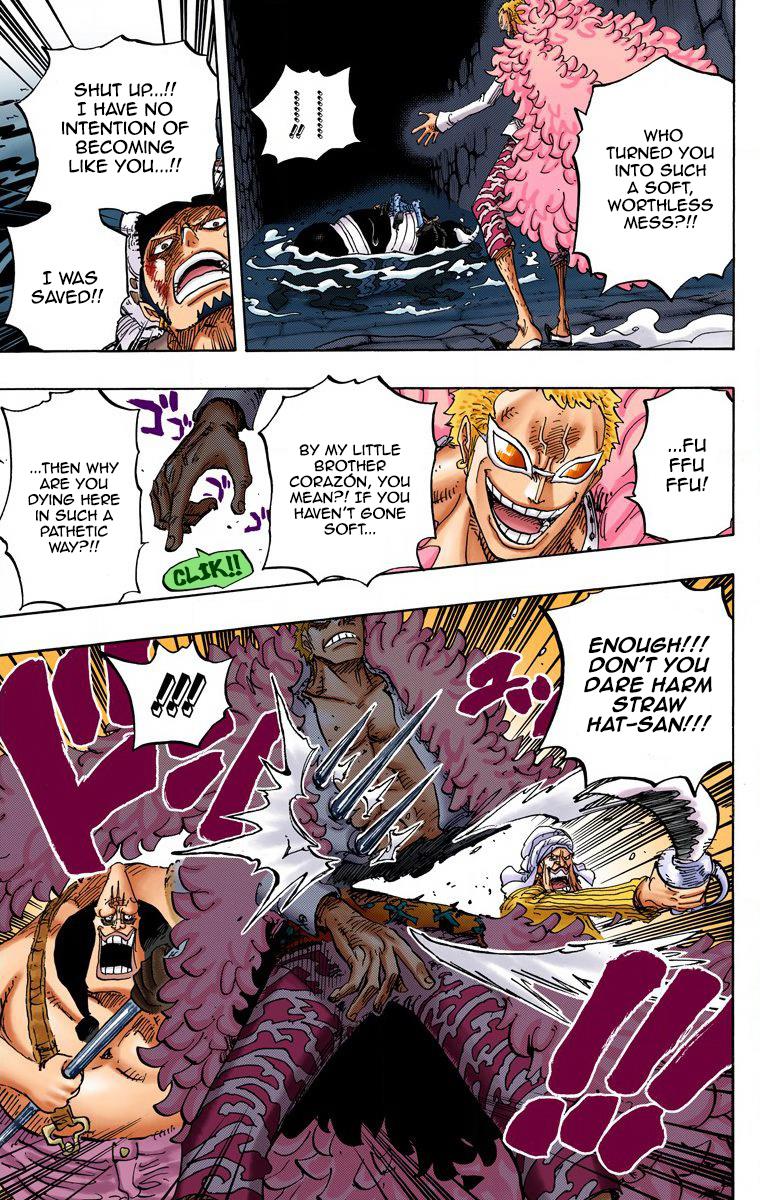 WHO
TURNED YOU
INTO SUCH
A SOFT,
WORTHLESS
MESS?!!
SHUT UP...!!
I HAVE NO
INTENTION OF
BECOMING
LIKE YOU...!!
I WAS
SAVED!!
...FU
FFU
FFU!
BY MY LITTLE
BROTHER
CORAZÓN, YOU
MEAN?! IF YOU
HAVEN'T GONE
SOFT...
ゴゴ
CLIK!!
...THEN WHY
ARE YOU
DYING HERE
IN SUCH A
PATHETIC
WAY?!!
ENOUGH!!!
DON'T YOU
DARE HARM
STRAW
HAT-SAN!!!
!!!!
!!!